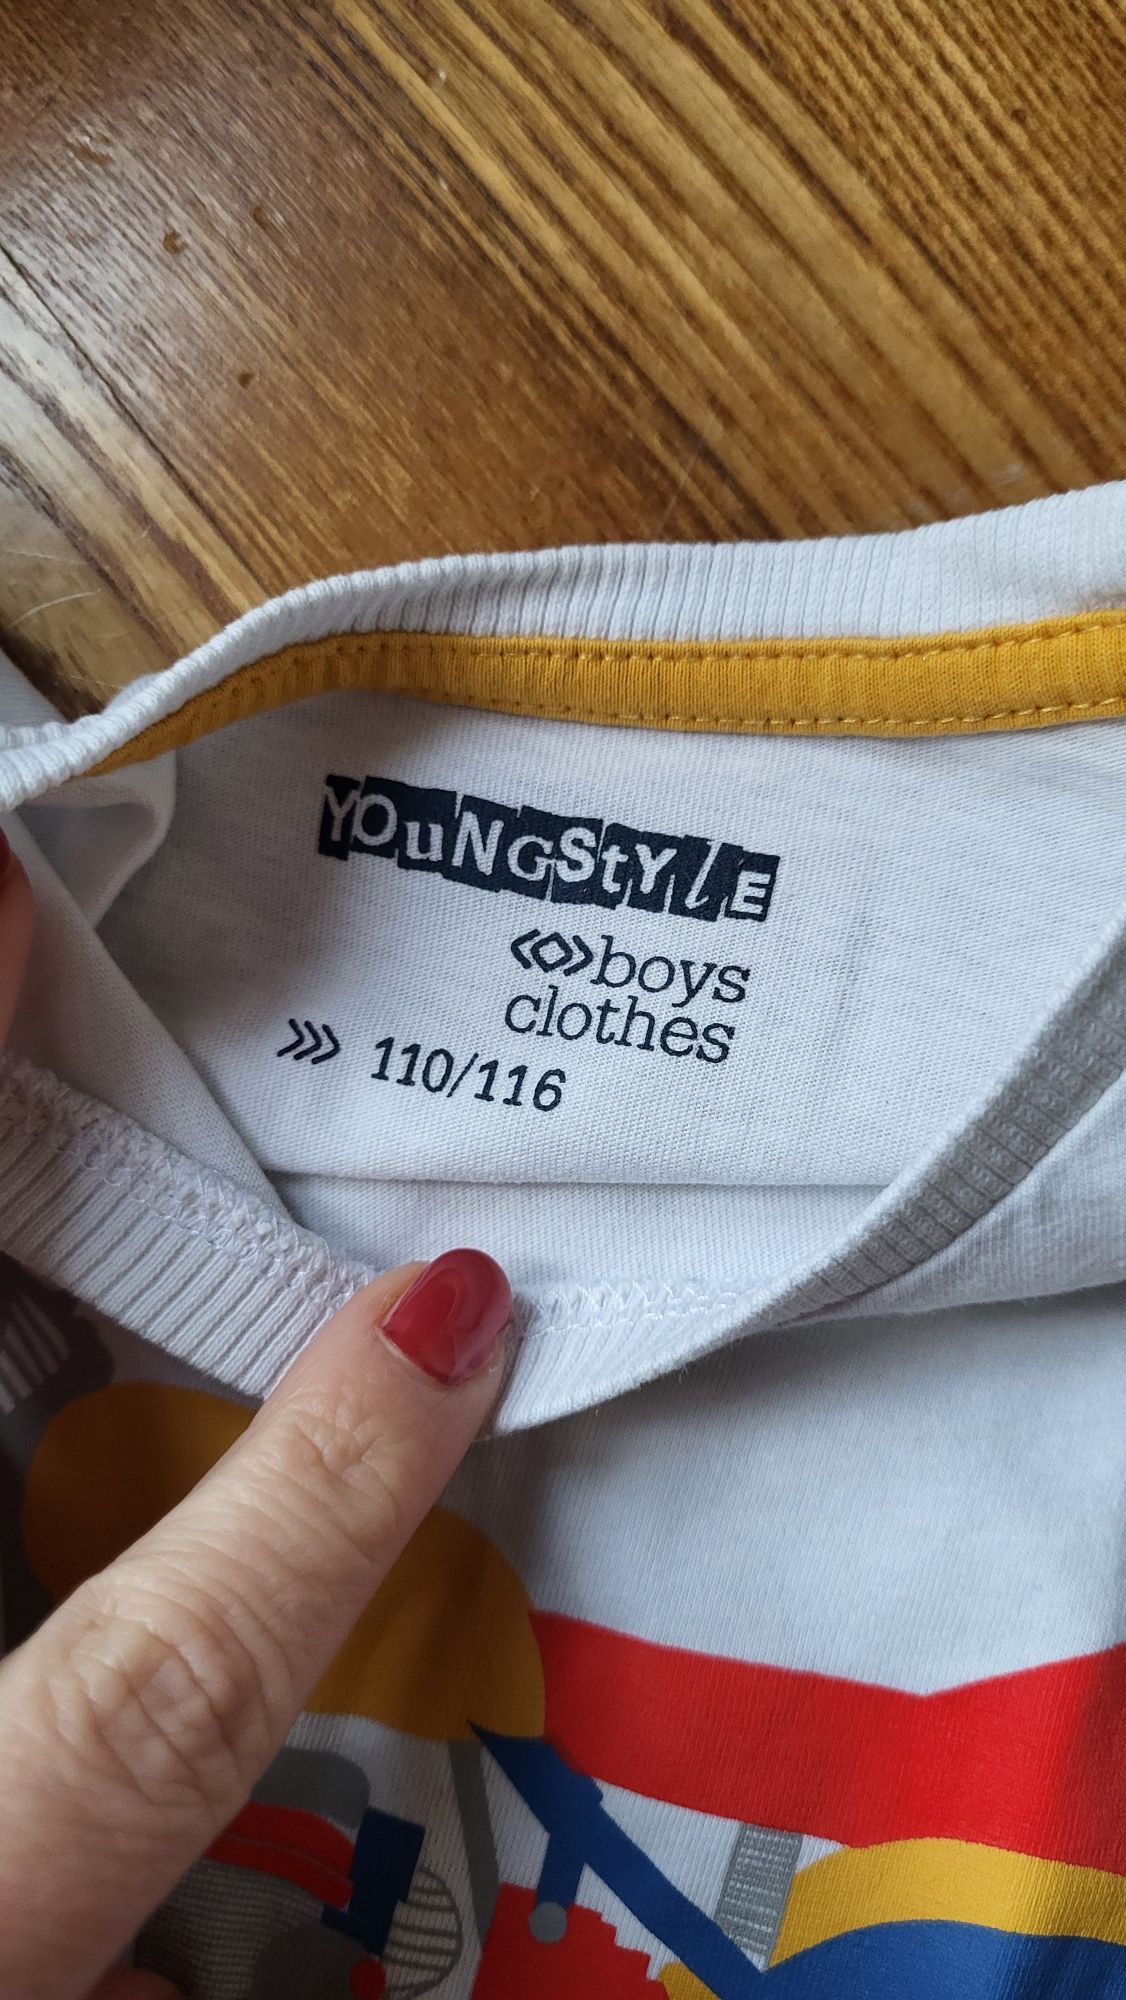 YOuNGStYlE
<<◇>>boys
clothes
>>> 110/116